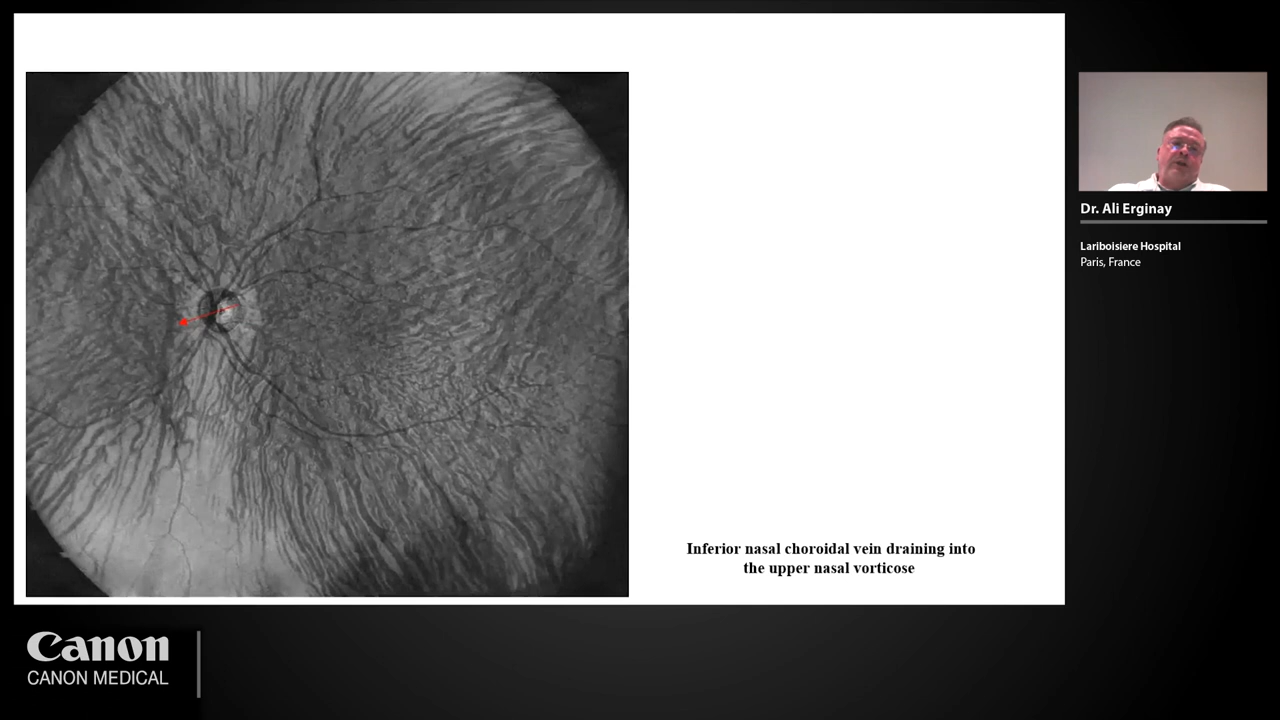 Inferior nasal choroidal vein draining into
the upper nasal vorticose
Dr. Ali Erginay
Lariboisiere Hospital
Paris, France
Canon
CANON MEDICAL